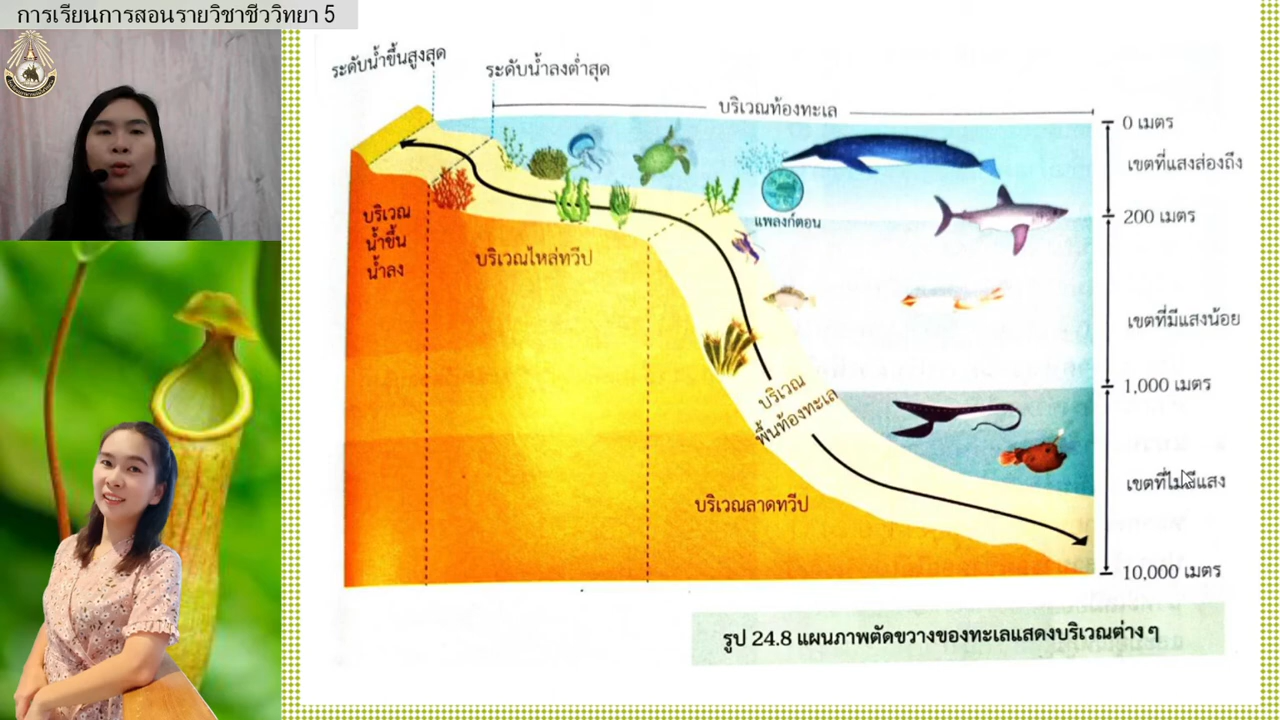 การเรียนการสอนรายวิชาชีววิทยา 5
ระดับน้ำขึ้นสูงสุด
ระดับน้ำลงต่ำสุด
บริเวณท้องทะเล
0 เมตร
เขตที่แสงส่องถึง
200 เมตร
แพลงก์ตอน
บริเวณ
น้ำขึ้น
น้ำลง
บริเวณไหล่ทวีป
เขตที่มีแสงน้อย
1,000 เมตร
บริเวณ
พื้นท้องทะเล
เขตที่ไม่มีแสง
บริเวณลาดทวีป
10,000 เมตร
รูป 24.8 แผนภาพตัดขวางของทะเลแสดงบริเวณต่าง ๆ